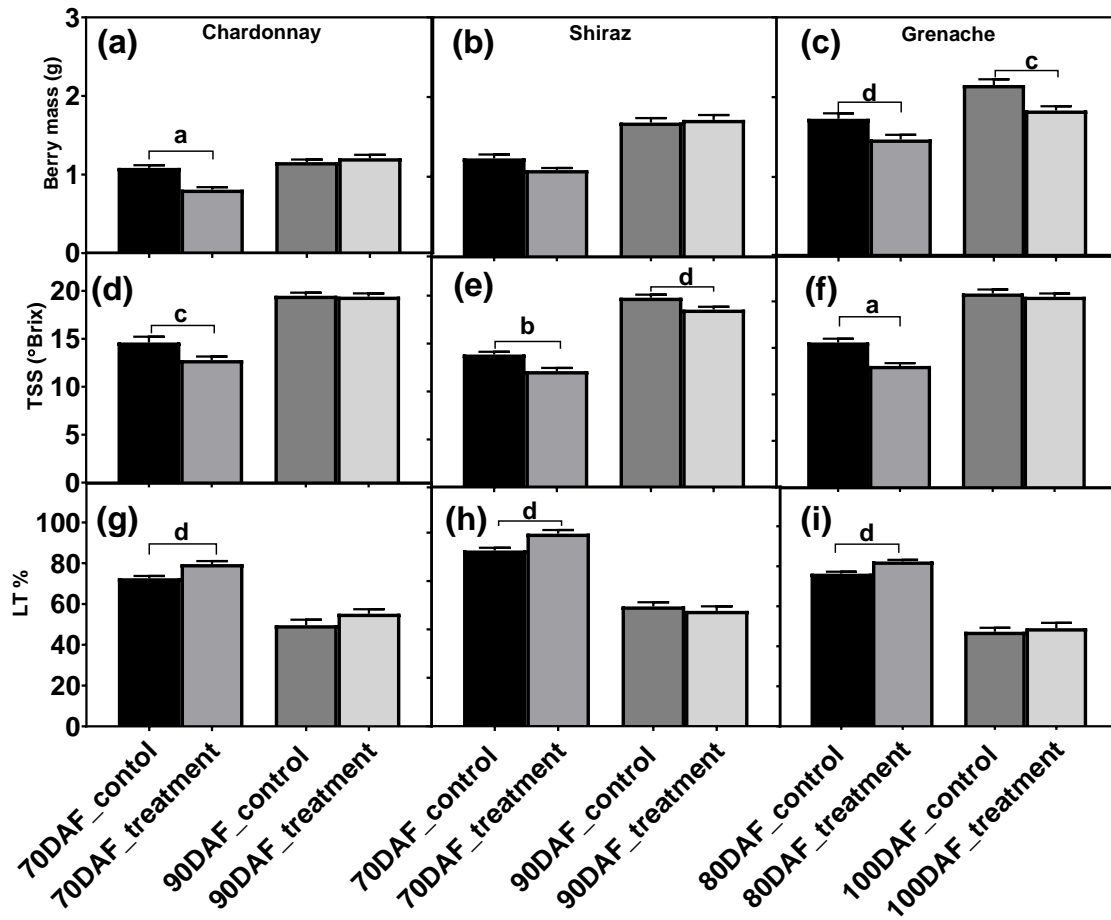 (a) Chardonnay
(b) Shiraz
(c) Grenache
Berry mass (g)
3
2
1
0
a
d
c
(d)
(e)
(f)
TSS (°Brix)
20
15
10
5
0
c
b
d
a
(g)
(h)
(i)
LT %
100
80
60
40
20
0
d
d
d
70DAF_contol
70DAF_treatment
90DAF_control
90DAF_treatment
70DAF_control
70DAF_treatment
90DAF_control
90DAF_treatment
80DAF_control
80DAF_treatment
100DAF_control
100DAF_treatment